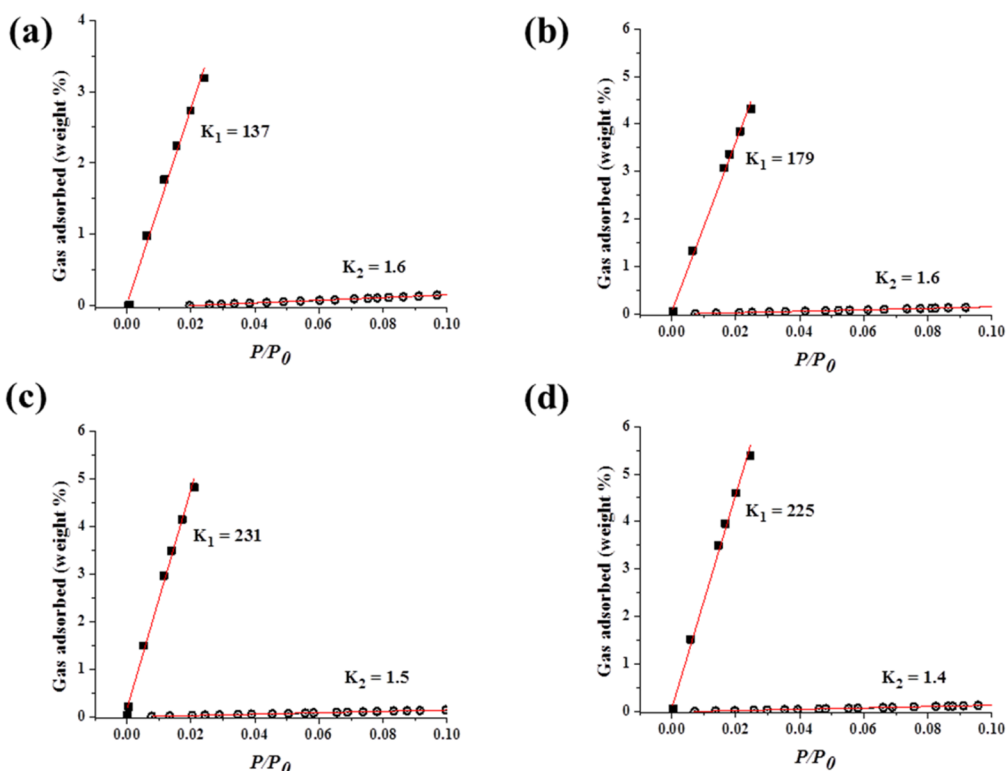 (a)
Gas adsorbed (weight %)
4
3
2
1
0
K1 = 137
K2 = 1.6
0.00 0.02 0.04 0.06 0.08 0.10
P/P0
(b)
Gas adsorbed (weight %)
6
5
4
3
2
1
0
K1 = 179
K2 = 1.6
0.00 0.02 0.04 0.06 0.08 0.10
P/P0
(c)
Gas adsorbed (weight %)
6
5
4
3
2
1
0
K1 = 231
K2 = 1.5
0.00 0.02 0.04 0.06 0.08 0.10
P/P0
(d)
Gas adsorbed (weight %)
6
5
4
3
2
1
0
K1 = 225
K2 = 1.4
0.00 0.02 0.04 0.06 0.08 0.10
P/P0